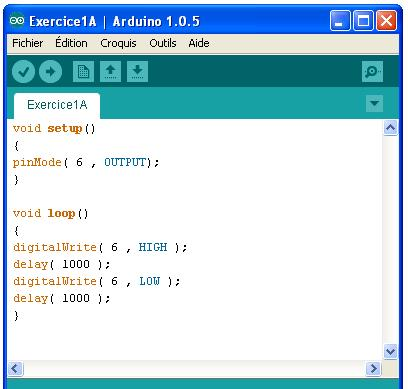 Exercice1A | Arduino 1.0.5
Fichier Édition Croquis Outils Aide
Exercice1A
void setup()
{
pinMode( 6 , OUTPUT);
}

void loop()
{
digitalWrite( 6 , HIGH );
delay( 1000 );
digitalWrite( 6 , LOW );
delay( 1000 );
}